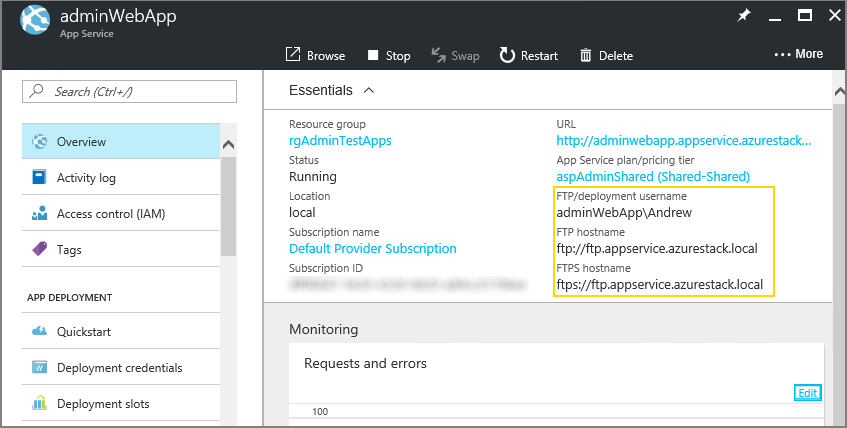 adminWebApp
App Service
Browse
Stop
Swap
Restart
Delete
More
Search (Ctrl+/)
Overview
Activity log
Access control (IAM)
Tags
APP DEPLOYMENT
Quickstart
Deployment credentials
Deployment slots
Essentials
Resource group
rgAdminTestApps
Status
Running
Location
local
Subscription name
Default Provider Subscription
Subscription ID
URL
http://adminwebapp.appservice.azurestack...
App Service plan/pricing tier
aspAdminShared (Shared-Shared)
FTP/deployment username
adminWebApp\Andrew
FTP hostname
ftp://ftp.appservice.azurestack.local
FTPS hostname
ftps://ftp.appservice.azurestack.local
Monitoring
Requests and errors
Edit
100